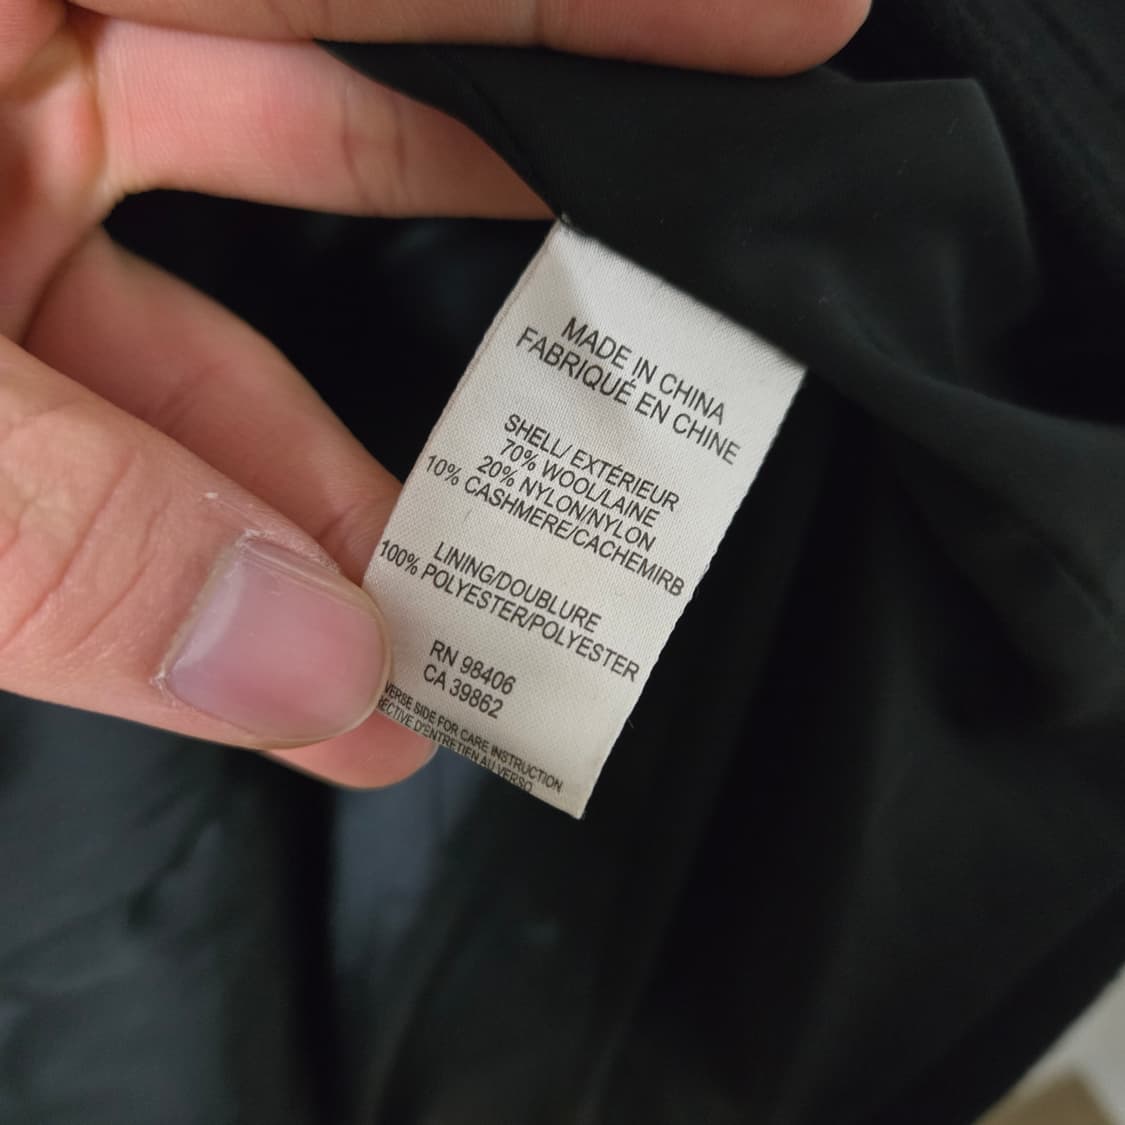 MADE IN CHINA
FABRIQUÉ EN CHINE
SHELL/ EXTÉRIEUR
70% WOOL/LAINE
20% NYLON/NYLON
10% CASHMERE/CACHEMIRB
LINING/DOUBLURE
100% POLYESTER/POLYESTER
RN 98406
CA 39862
VERSE SIDE FOR CARE INSTRUCTION
RECTIVE D'ENTRETIEN AU VERSO